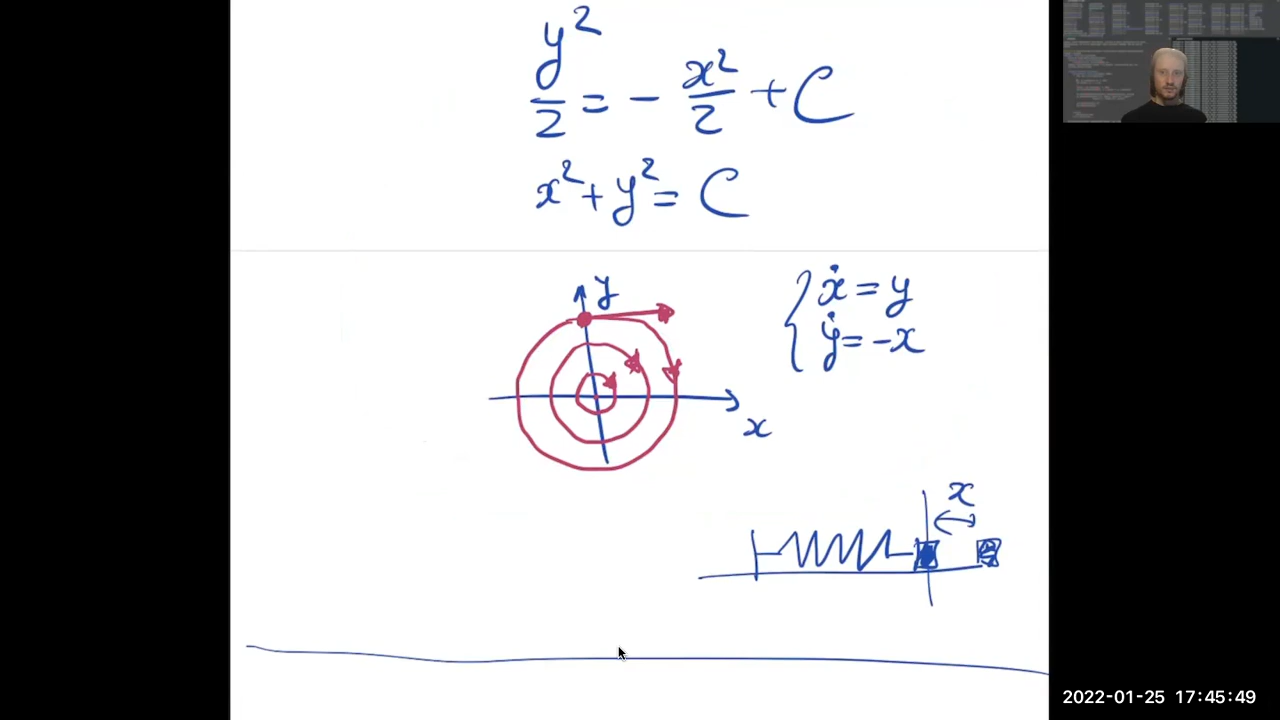 y²/2 = - x²/2 + C
x² + y² = C
y
ẋ = y
ẏ = -x
x
x
2022-01-25 17:45:49